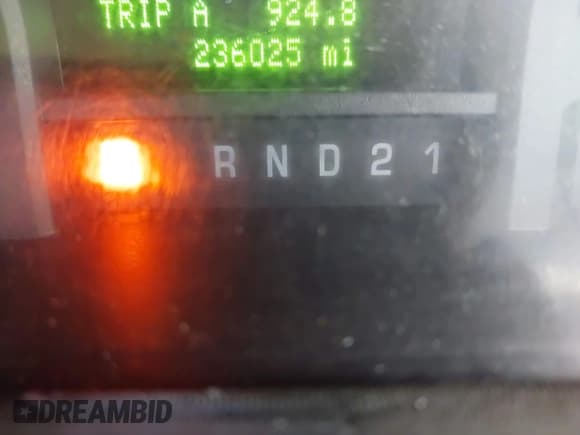 TRIP A 924.8
236025 mi
R N D 2 1
DREAMBID